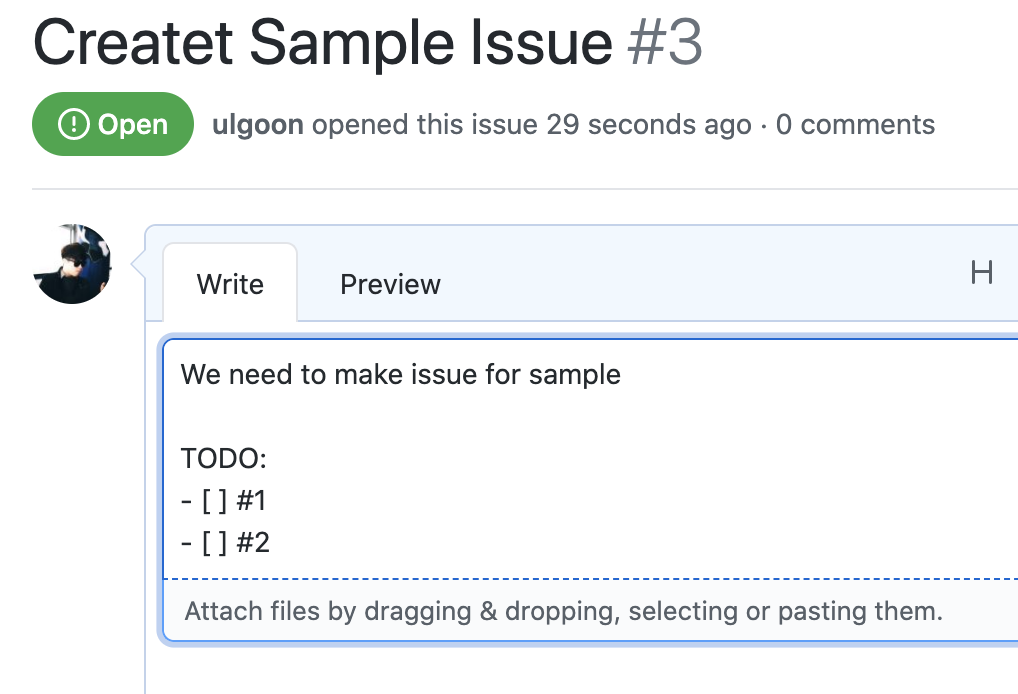 Createt Sample Issue #3
Open ulgoon opened this issue 29 seconds ago · 0 comments
Write Preview H
We need to make issue for sample
TODO:
- [ ] #1
- [ ] #2
Attach files by dragging & dropping, selecting or pasting them.